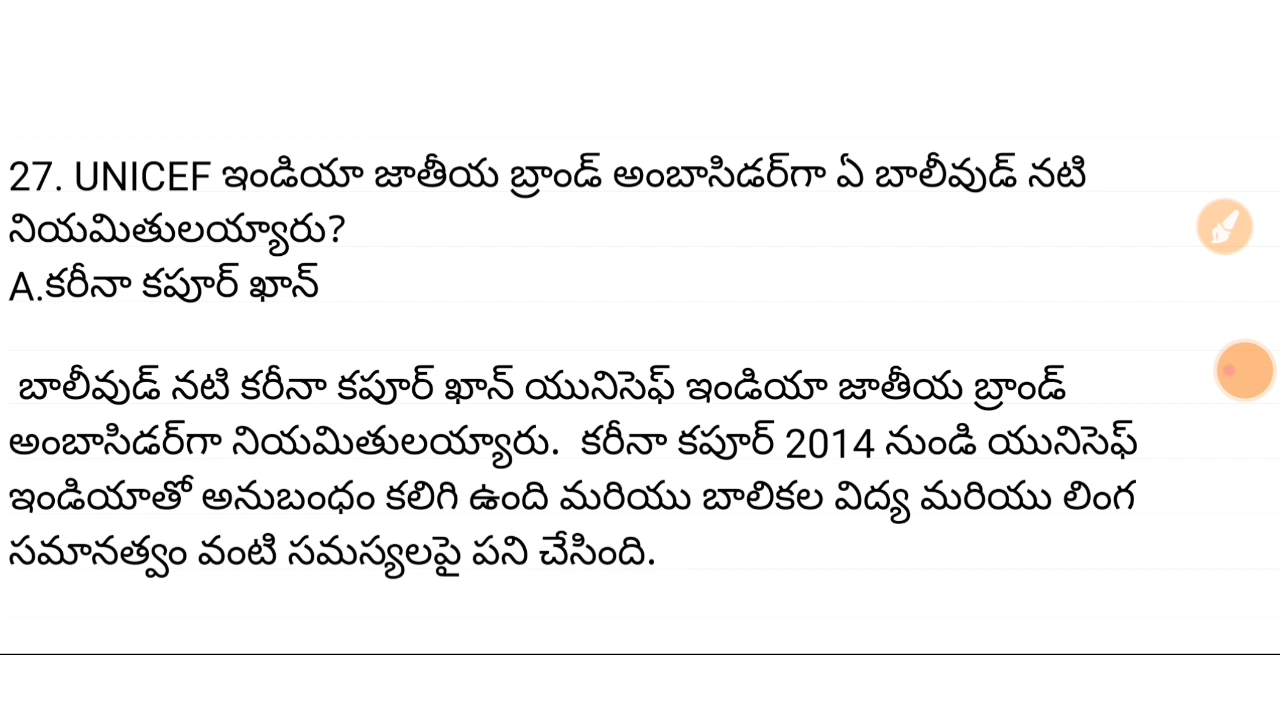 27. UNICEF ఇండియా జాతీయ బ్రాండ్ అంబాసిడర్‌గా ఏ బాలీవుడ్ నటి
నియమితులయ్యారు?
A.కరీనా కపూర్ ఖాన్
బాలీవుడ్ నటి కరీనా కపూర్ ఖాన్ యునిసెఫ్ ఇండియా జాతీయ బ్రాండ్
అంబాసిడర్‌గా నియమితులయ్యారు. కరీనా కపూర్ 2014 నుండి యునిసెఫ్
ఇండియాతో అనుబంధం కలిగి ఉంది మరియు బాలికల విద్య మరియు లింగ
సమానత్వం వంటి సమస్యలపై పని చేసింది.